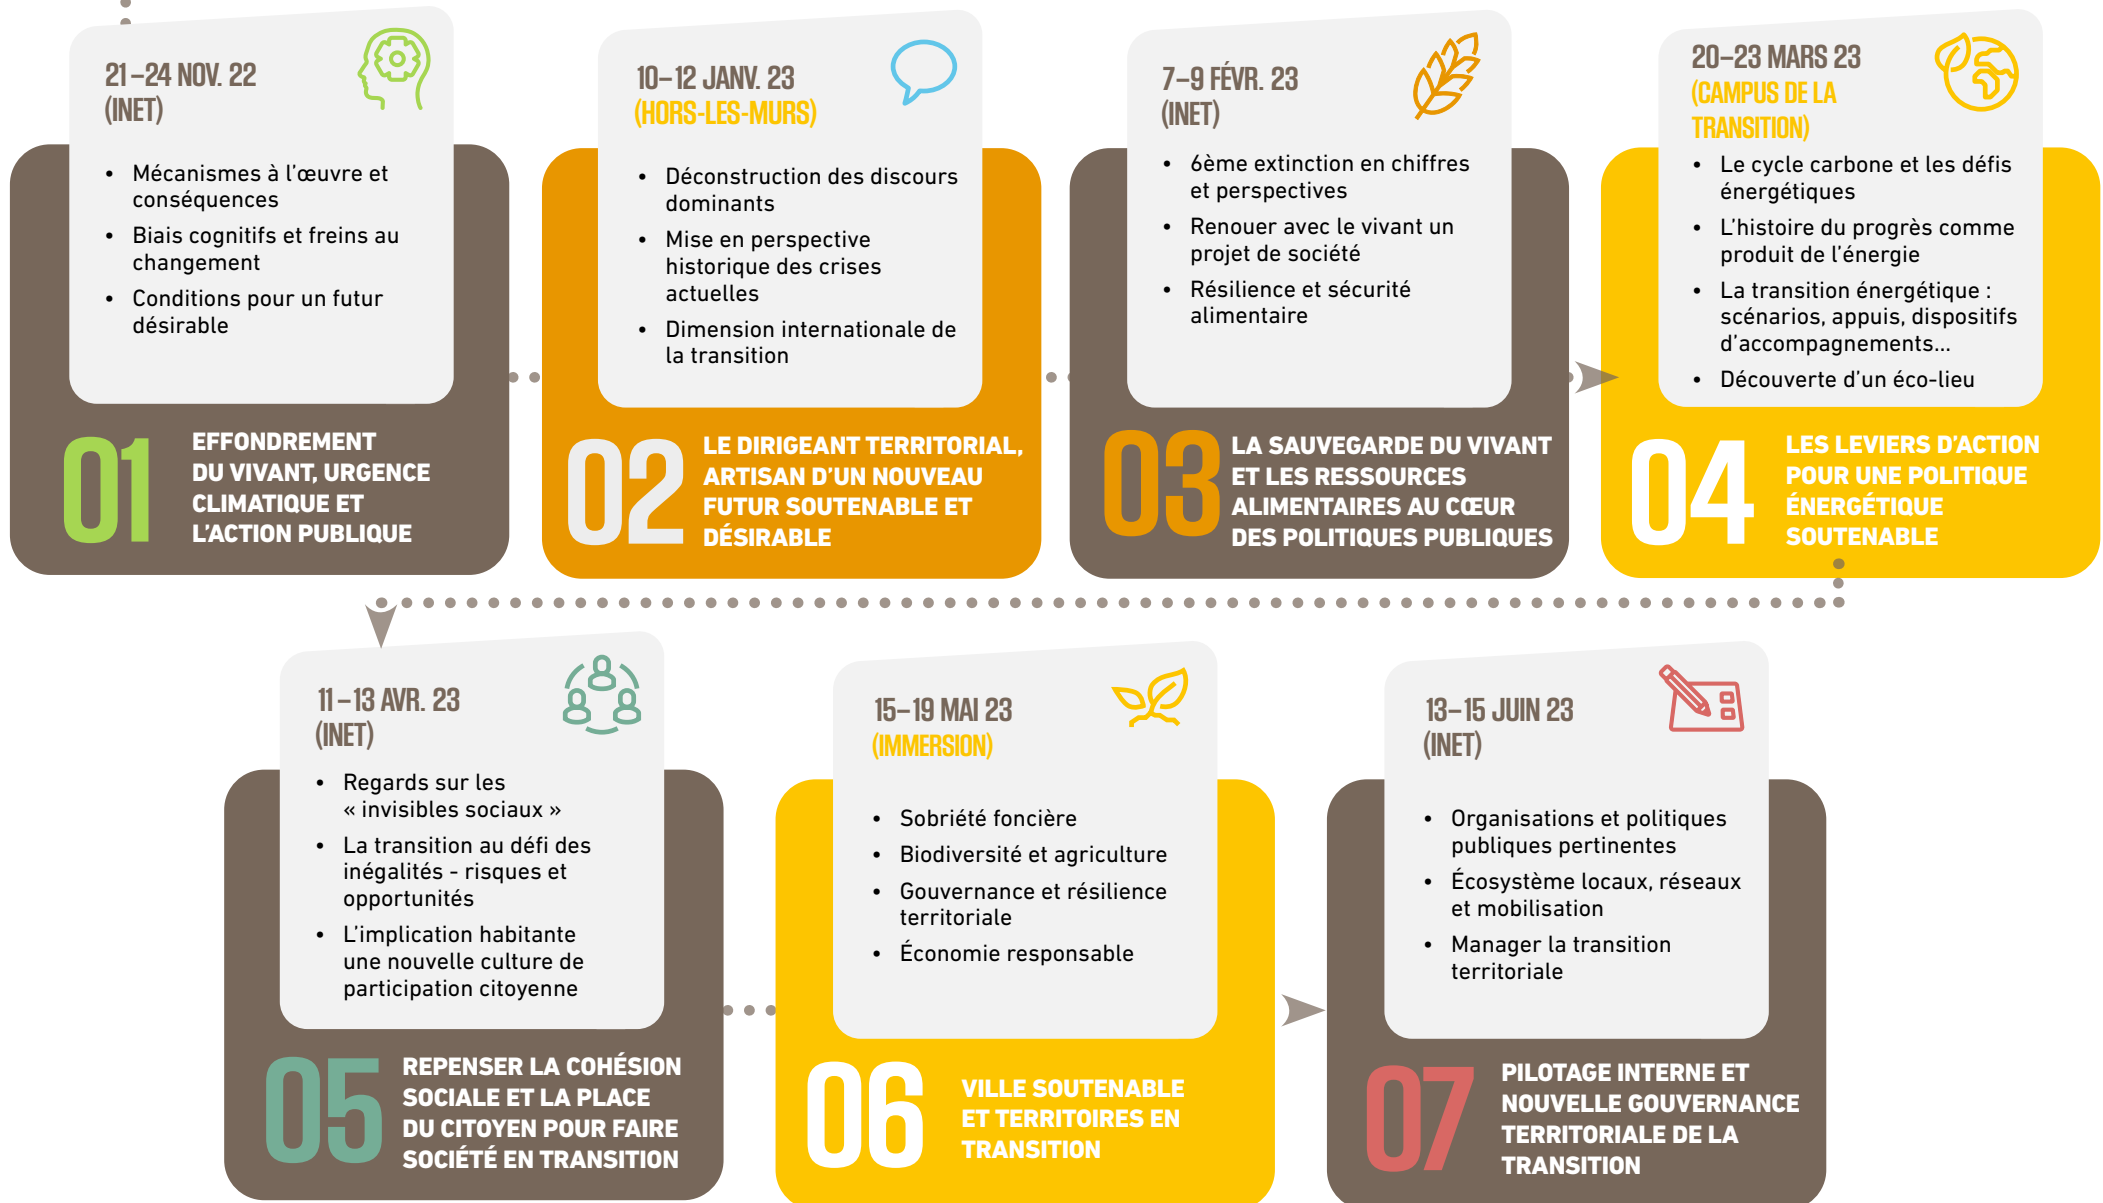 21–24 NOV. 22
(INET)
• Mécanismes à l'œuvre et
conséquences
• Biais cognitifs et freins au
changement
• Conditions pour un futur
désirable
01
EFFONDREMENT
DU VIVANT, URGENCE
CLIMATIQUE ET
L'ACTION PUBLIQUE
10–12 JANV. 23
(HORS-LES-MURS)
• Déconstruction des discours
dominants
• Mise en perspective
historique des crises
actuelles
• Dimension internationale de
la transition
02
LE DIRIGEANT TERRITORIAL,
ARTISAN D'UN NOUVEAU
FUTUR SOUTENABLE ET
DÉSIRABLE
7–9 FÉVR. 23
(INET)
• 6ème extinction en chiffres
et perspectives
• Renouer avec le vivant un
projet de société
• Résilience et sécurité
alimentaire
03
LA SAUVEGARDE DU VIVANT
ET LES RESSOURCES
ALIMENTAIRES AU CŒUR
DES POLITIQUES PUBLIQUES
20–23 MARS 23
(CAMPUS DE LA
TRANSITION)
• Le cycle carbone et les défis
énergétiques
• L'histoire du progrès comme
produit de l'énergie
• La transition énergétique :
scénarios, appuis, dispositifs
d'accompagnements...
• Découverte d'un éco-lieu
04
LES LEVIERS D'ACTION
POUR UNE POLITIQUE
ÉNERGÉTIQUE
SOUTENABLE
11–13 AVR. 23
(INET)
• Regards sur les
« invisibles sociaux »
• La transition au défi des
inégalités - risques et
opportunités
• L'implication habitante
une nouvelle culture de
participation citoyenne
05
REPENSER LA COHÉSION
SOCIALE ET LA PLACE
DU CITOYEN POUR FAIRE
SOCIÉTÉ EN TRANSITION
15–19 MAI 23
(IMMERSION)
• Sobriété foncière
• Biodiversité et agriculture
• Gouvernance et résilience
territoriale
• Économie responsable
06
VILLE SOUTENABLE
ET TERRITOIRES EN
TRANSITION
13–15 JUIN 23
(INET)
• Organisations et politiques
publiques pertinentes
• Écosystème locaux, réseaux
et mobilisation
• Manager la transition
territoriale
07
PILOTAGE INTERNE ET
NOUVELLE GOUVERNANCE
TERRITORIALE DE LA
TRANSITION